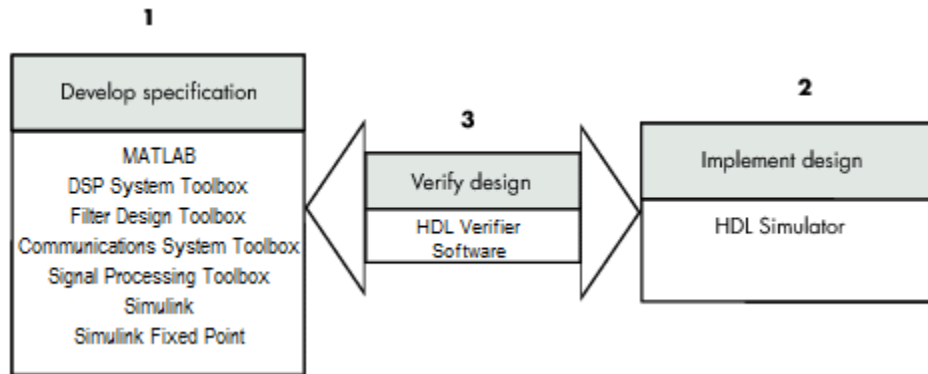 1
Develop specification
MATLAB
DSP System Toolbox
Filter Design Toolbox
Communications System Toolbox
Signal Processing Toolbox
Simulink
Simulink Fixed Point
3
Verify design
HDL Verifier
Software
2
Implement design
HDL Simulator